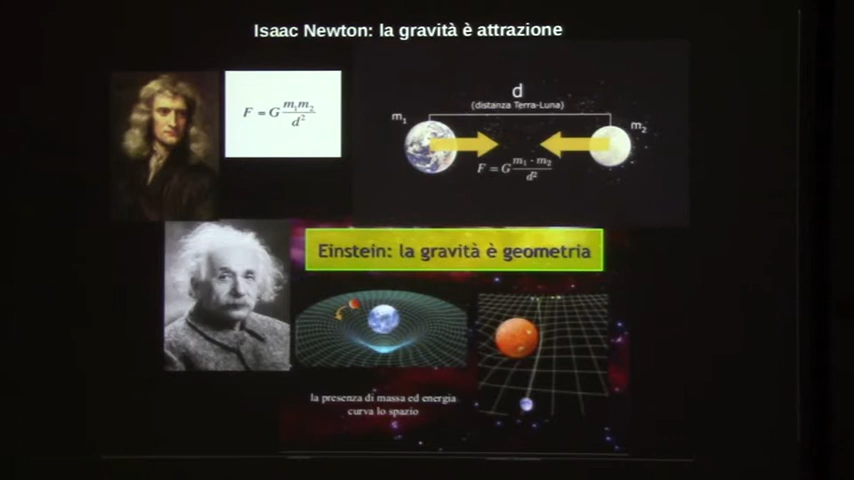 Isaac Newton: la gravità è attrazione
F = G m₁m₂ / d²
d
(distanza Terra-Luna)
m₁
m₂
F = G m₁ · m₂ / d²
Einstein: la gravità è geometria
la presenza di massa ed energia
curva lo spazio